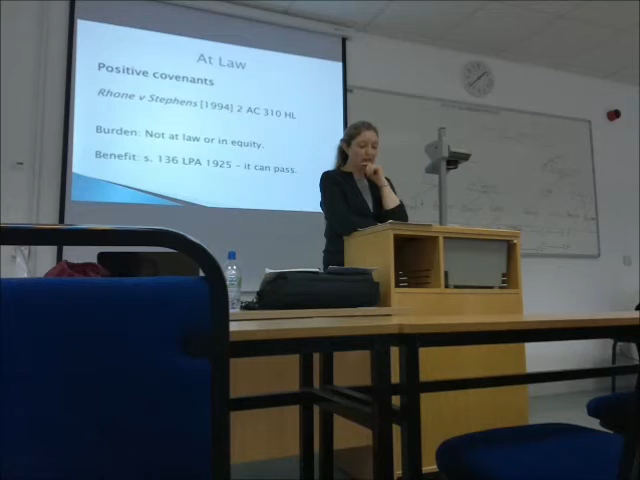 At Law
Positive covenants
Rhone v Stephens [1994] 2 AC 310 HL
Burden: Not at law or in equity.
Benefit: s. 136 LPA 1925 – it can pass.